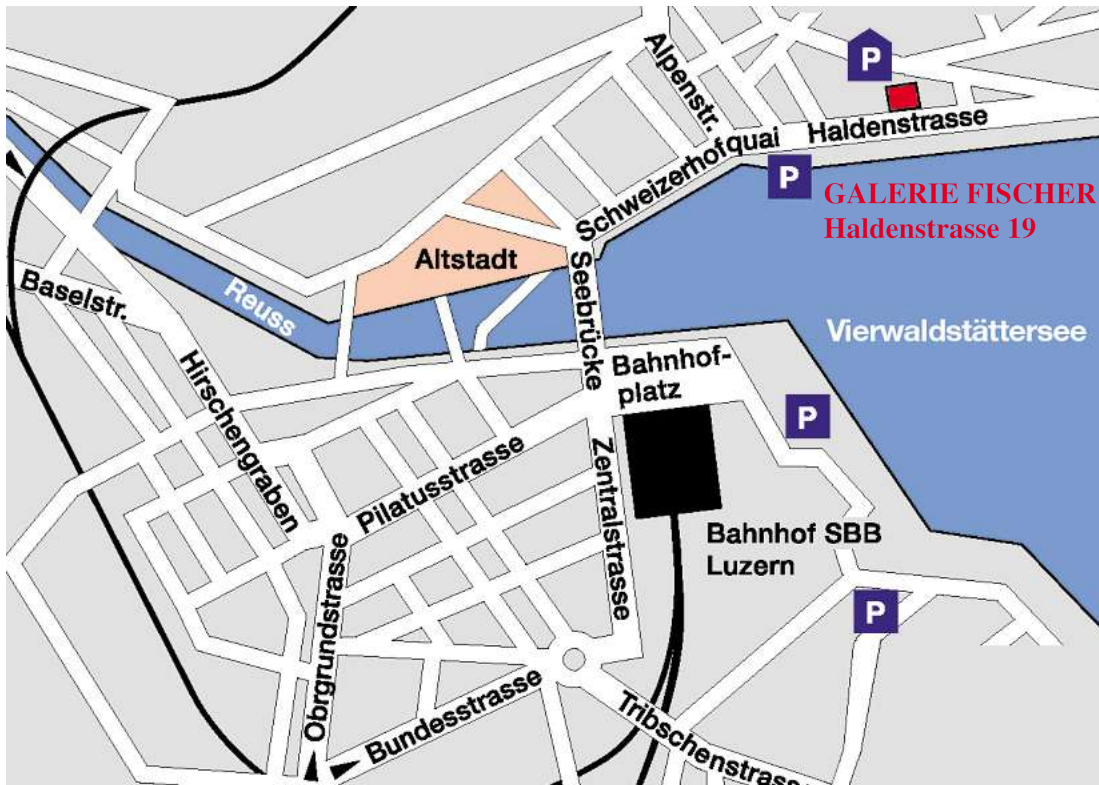 Alpenstr.
P
Haldenstrasse
Schweizerhofquai
P
GALERIE FISCHER
Haldenstrasse 19
Altstadt
Baselstr.
Reuss
Seebrücke
Vierwaldstättersee
Hirschengraben
Bahnhof-
platz
P
Pilatusstrasse
Zentralstrasse
Bahnhof SBB
Luzern
Obrgrundstrasse
P
Bundesstrasse
Tribschenstrasse